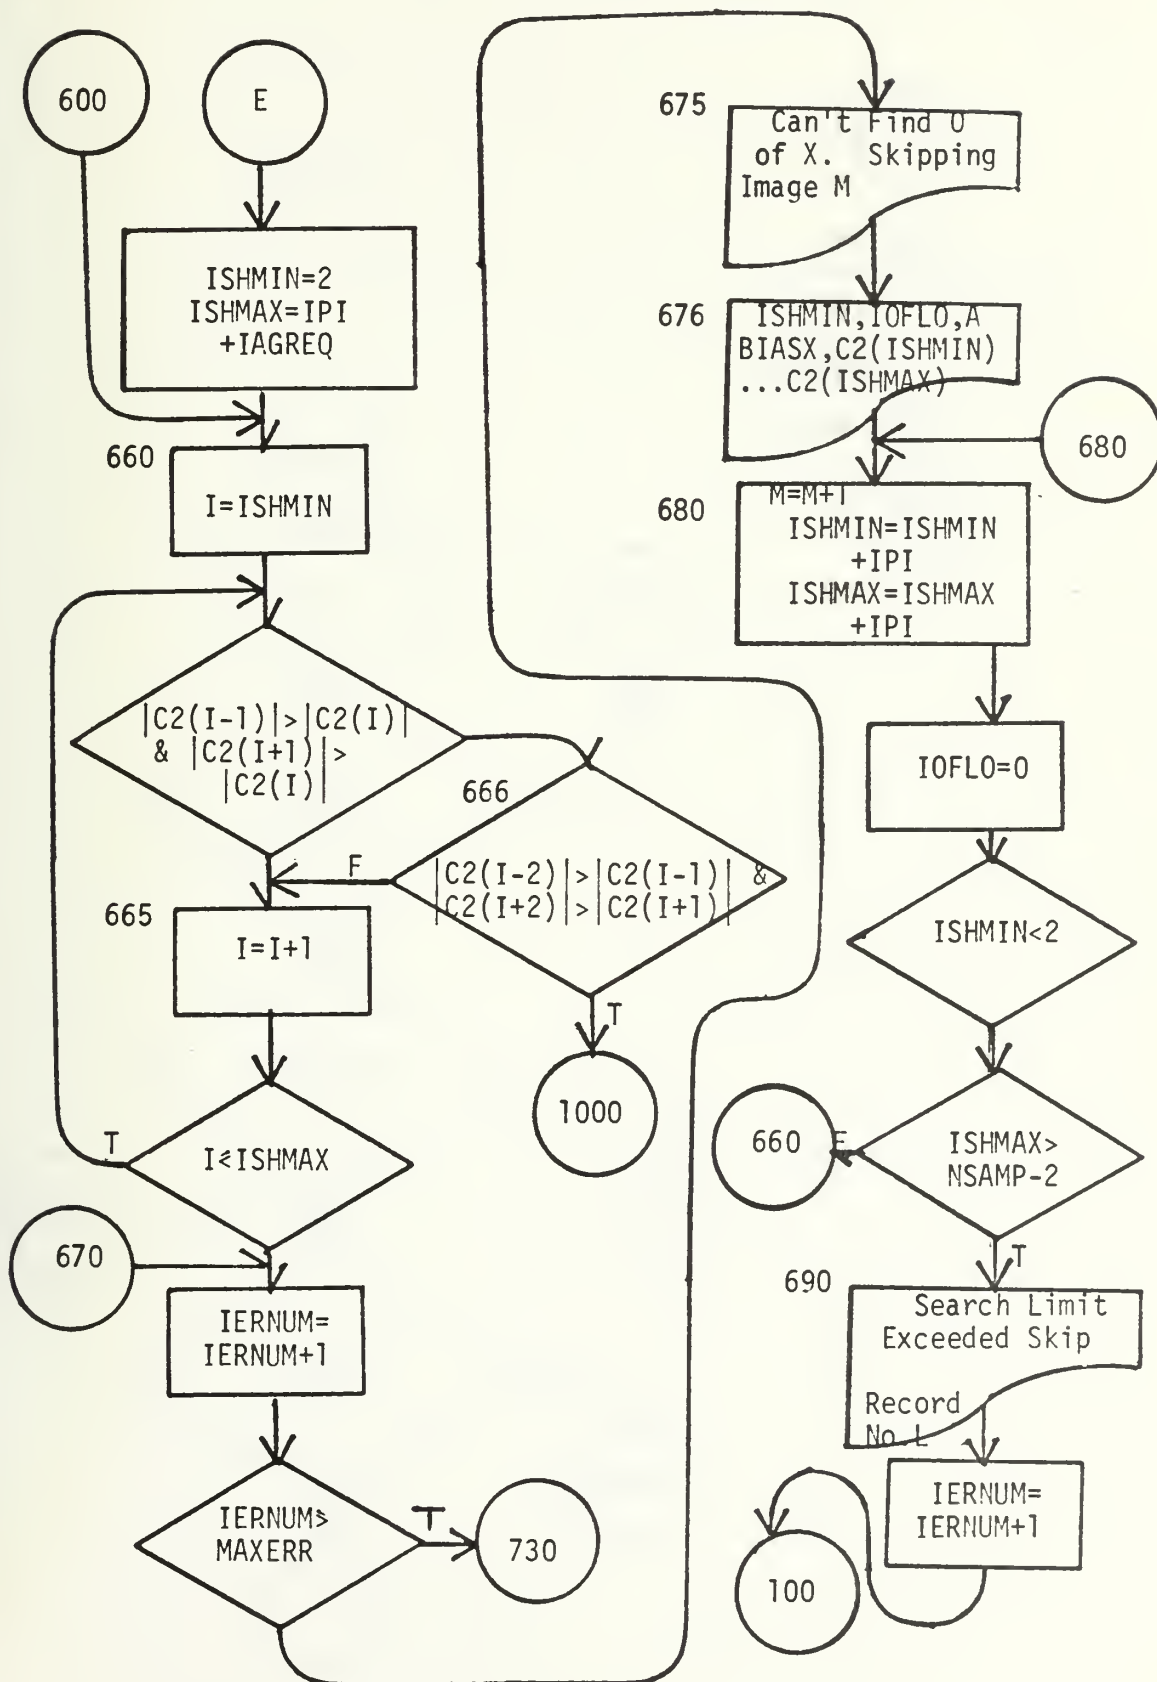 600
E
ISHMIN=2
ISHMAX=IPI
+IAGREQ
660
I=ISHMIN
|C2(I-1)|>|C2(I)|
& |C2(I+1)|>
|C2(I)|
666
|C2(I-2)|>|C2(I-1)| &
|C2(I+2)|>|C2(I+1)|
F
T
1000
665
I=I+1
I≤ISHMAX
T
670
IERNUM=
IERNUM+1
IERNUM≥
MAXERR
T
730
675
Can't Find 0
of X. Skipping
Image M
676
ISHMIN,IOFLO,A
BIASX,C2(ISHMIN)
...C2(ISHMAX)
680
680
M=M+1
ISHMIN=ISHMIN
+IPI
ISHMAX=ISHMAX
+IPI
IOFLO=0
ISHMIN<2
ISHMAX>
NSAMP-2
F
660
T
690
Search Limit
Exceeded Skip
Record
No.L
IERNUM=
IERNUM+1
100